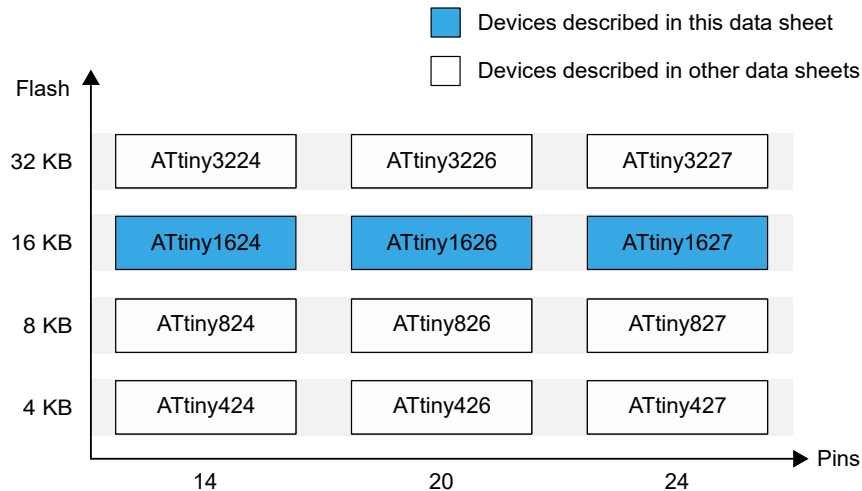 Devices described in this data sheet
Devices described in other data sheets
Flash
32 KB ATtiny3224 ATtiny3226 ATtiny3227
16 KB ATtiny1624 ATtiny1626 ATtiny1627
8 KB ATtiny824 ATtiny826 ATtiny827
4 KB ATtiny424 ATtiny426 ATtiny427
Pins
14 20 24